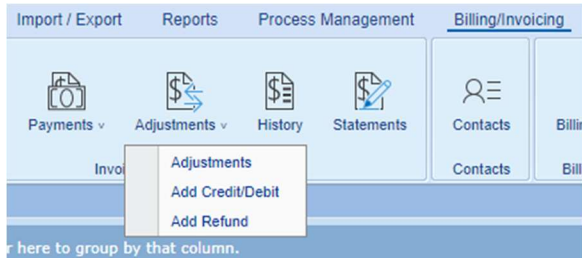 Import / Export Reports Process Management Billing/Invoicing
Payments Adjustments History Statements Contacts
Adjustments
Add Credit/Debit
Add Refund
Contacts
here to group by that column.